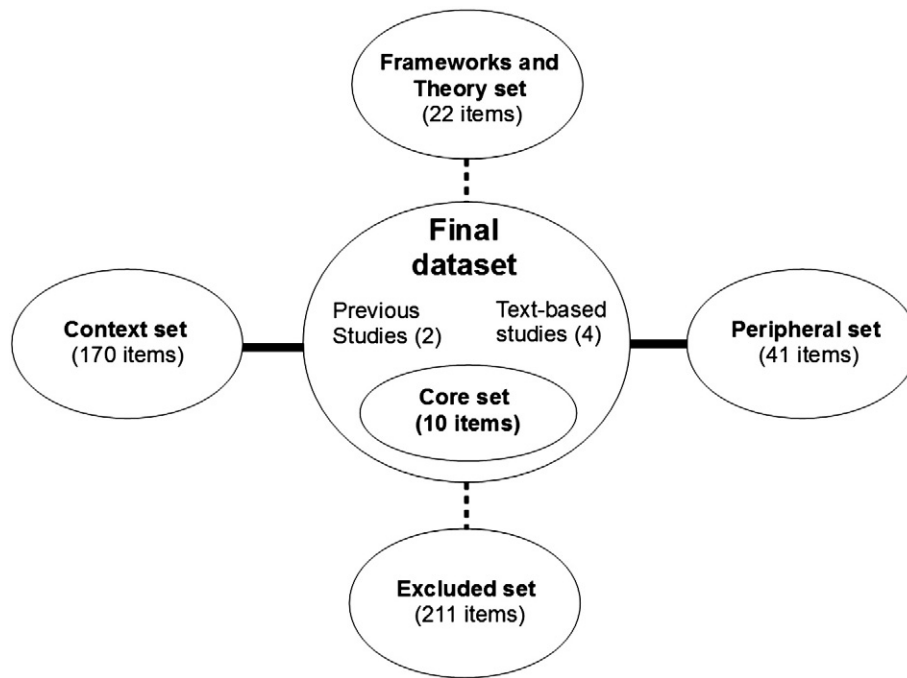 Frameworks and
Theory set
(22 items)
Final
dataset
Previous
Studies (2)
Text-based
studies (4)
Context set
(170 items)
Peripheral set
(41 items)
Core set
(10 items)
Excluded set
(211 items)